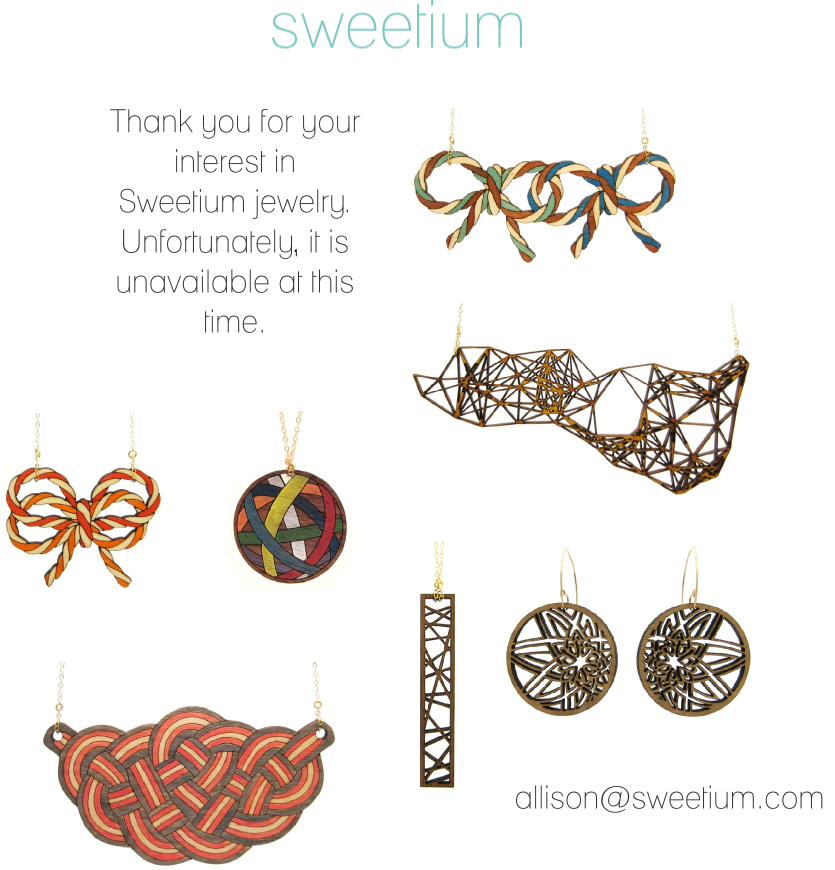 sweetium
Thank you for your
interest in
Sweetium jewelry.
Unfortunately, it is
unavailable at this
time.
allison@sweetium.com